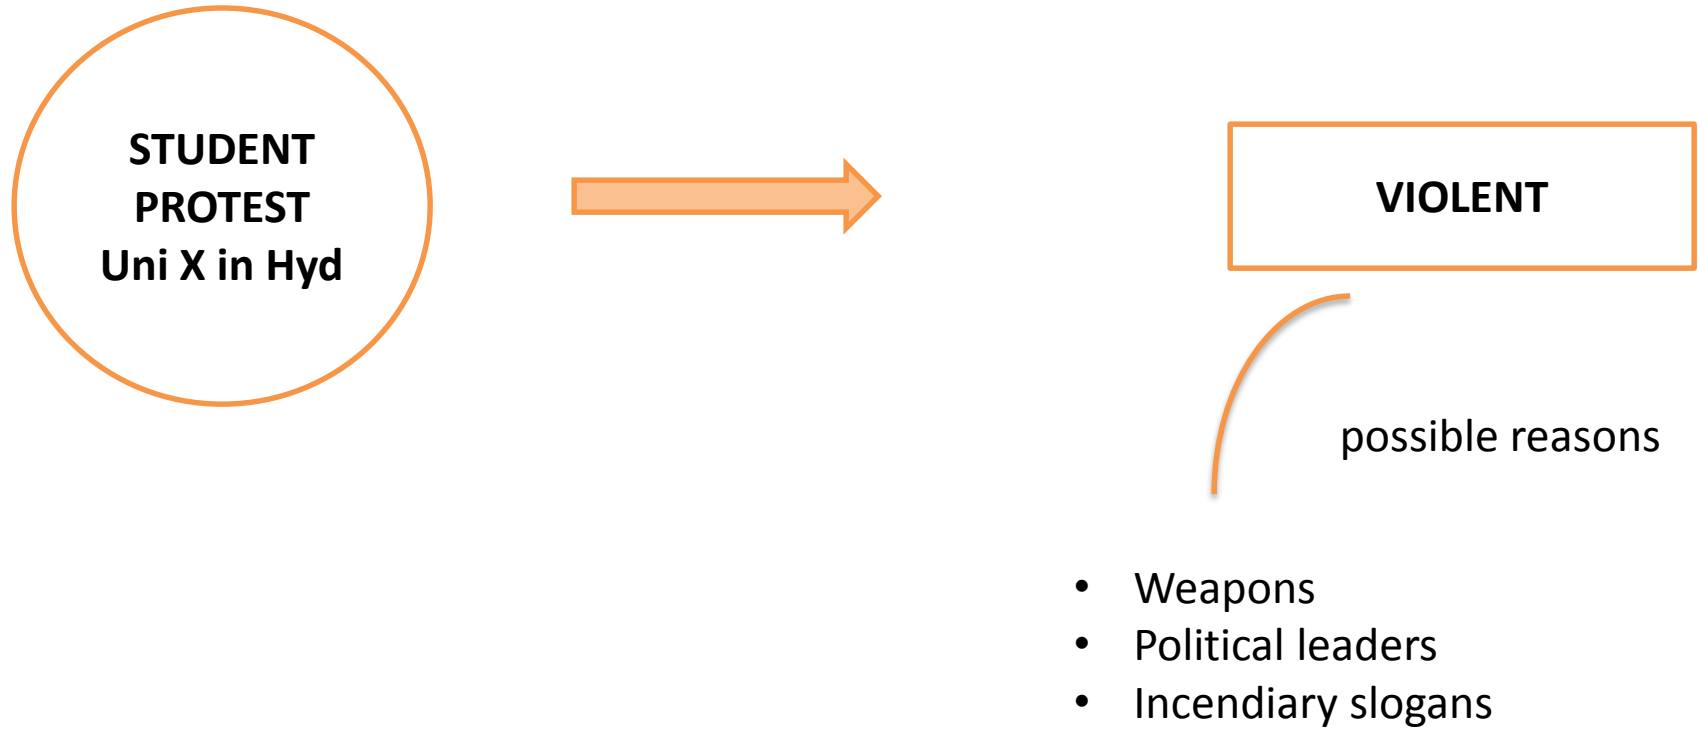 STUDENT
PROTEST
Uni X in Hyd
VIOLENT
possible reasons
• Weapons
• Political leaders
• Incendiary slogans